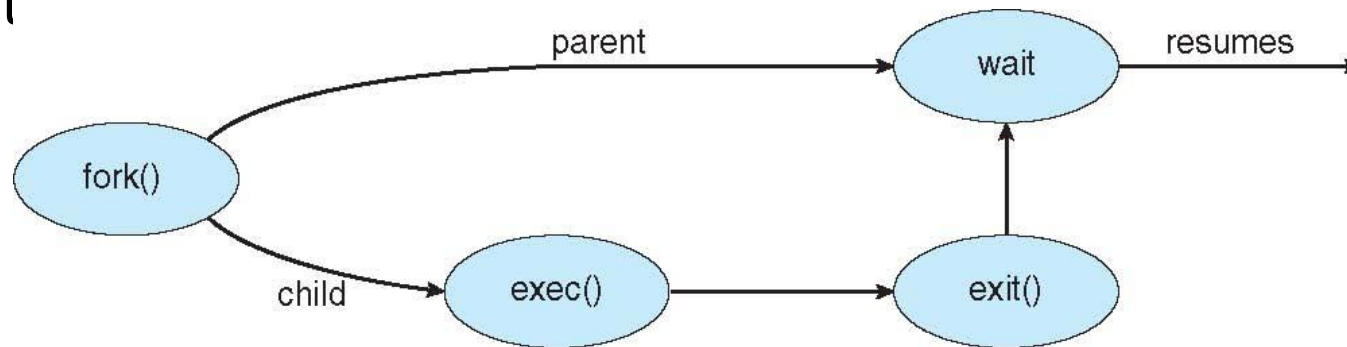 parent
wait
resumes
fork()
child
exec()
exit()